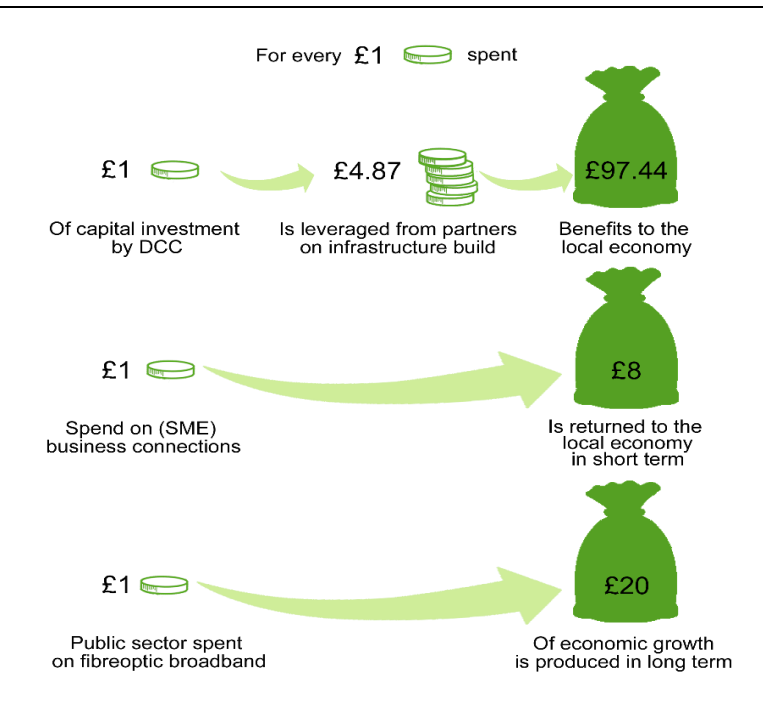 For every £1 spent
£1 £4.87 £97.44
Of capital investment
by DCC
Is leveraged from partners
on infrastructure build
Benefits to the
local economy
£1 £8
Spend on (SME)
business connections
Is returned to the
local economy
in short term
£1 £20
Public sector spent
on fibreoptic broadband
Of economic growth
is produced in long term